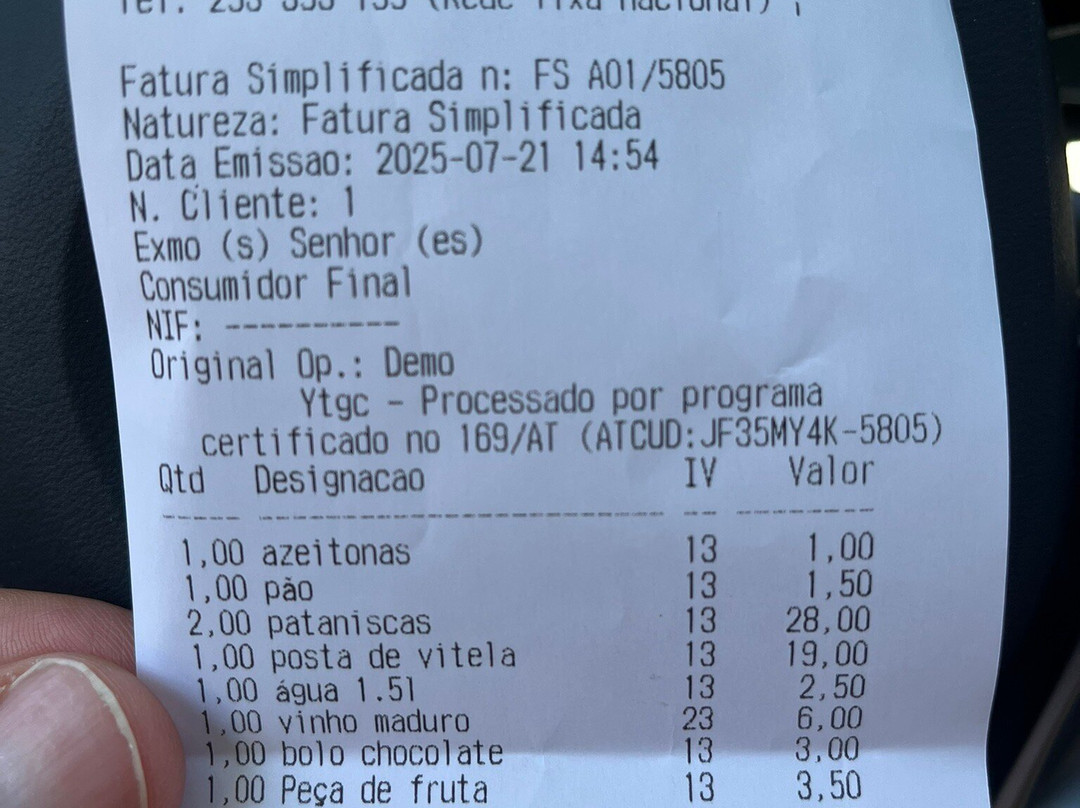 Fatura Simplificada n: FS A01/5805
Natureza: Fatura Simplificada
Data Emissao: 2025-07-21 14:54
N. Cliente: 1
Exmo (s) Senhor (es)
Consumidor Final
NIF: ----------
Original Op.: Demo
Ytgc - Processado por programa
certificado no 169/AT (ATCUD:JF35MY4K-5805)
Qtd Designacao IV Valor
1,00 azeitonas 13 1,00
1,00 pão 13 1,50
2,00 pataniscas 13 28,00
1,00 posta de vitela 13 19,00
1,00 água 1.5l 13 2,50
1,00 vinho maduro 23 6,00
1,00 bolo chocolate 13 3,00
1,00 Peça de fruta 13 3,50